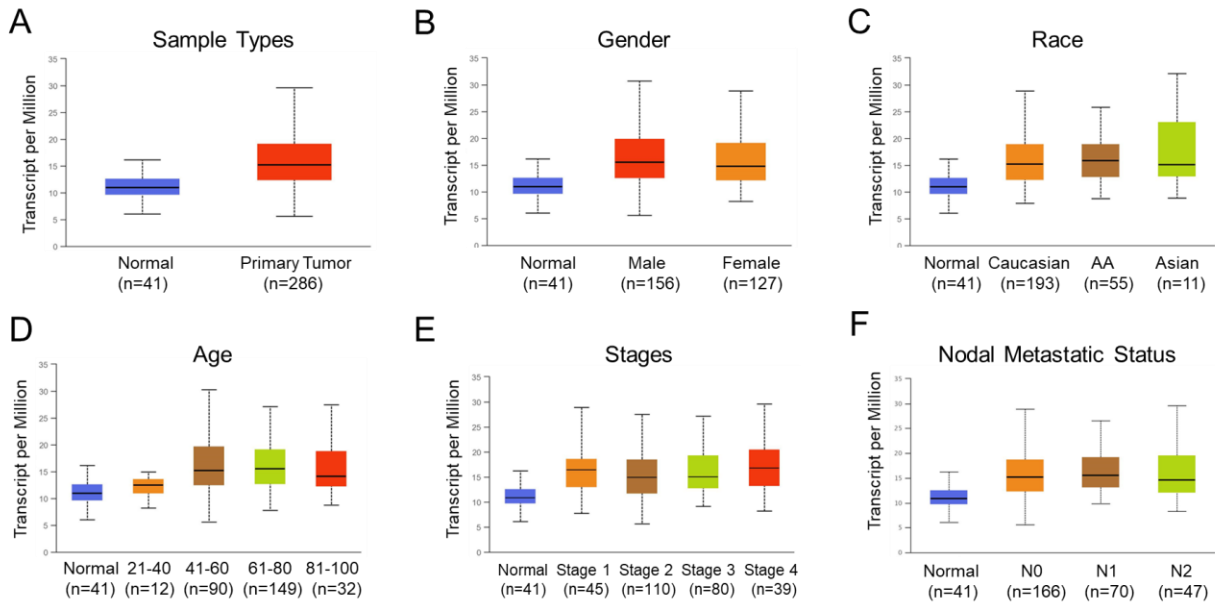 A
Sample Types
Transcript per Million
35
30
25
20
15
10
5
0
Normal Primary Tumor
(n=41) (n=286)
B
Gender
Transcript per Million
35
30
25
20
15
10
5
0
Normal Male Female
(n=41) (n=156) (n=127)
C
Race
Transcript per Million
35
30
25
20
15
10
5
0
Normal Caucasian AA Asian
(n=41) (n=193) (n=55) (n=11)
D
Age
Transcript per Million
35
30
25
20
15
10
5
0
Normal 21-40 41-60 61-80 81-100
(n=41) (n=12) (n=90) (n=149) (n=32)
E
Stages
Transcript per Million
35
30
25
20
15
10
5
0
Normal Stage 1 Stage 2 Stage 3 Stage 4
(n=41) (n=45) (n=110) (n=80) (n=39)
F
Nodal Metastatic Status
Transcript per Million
35
30
25
20
15
10
5
0
Normal N0 N1 N2
(n=41) (n=166) (n=70) (n=47)